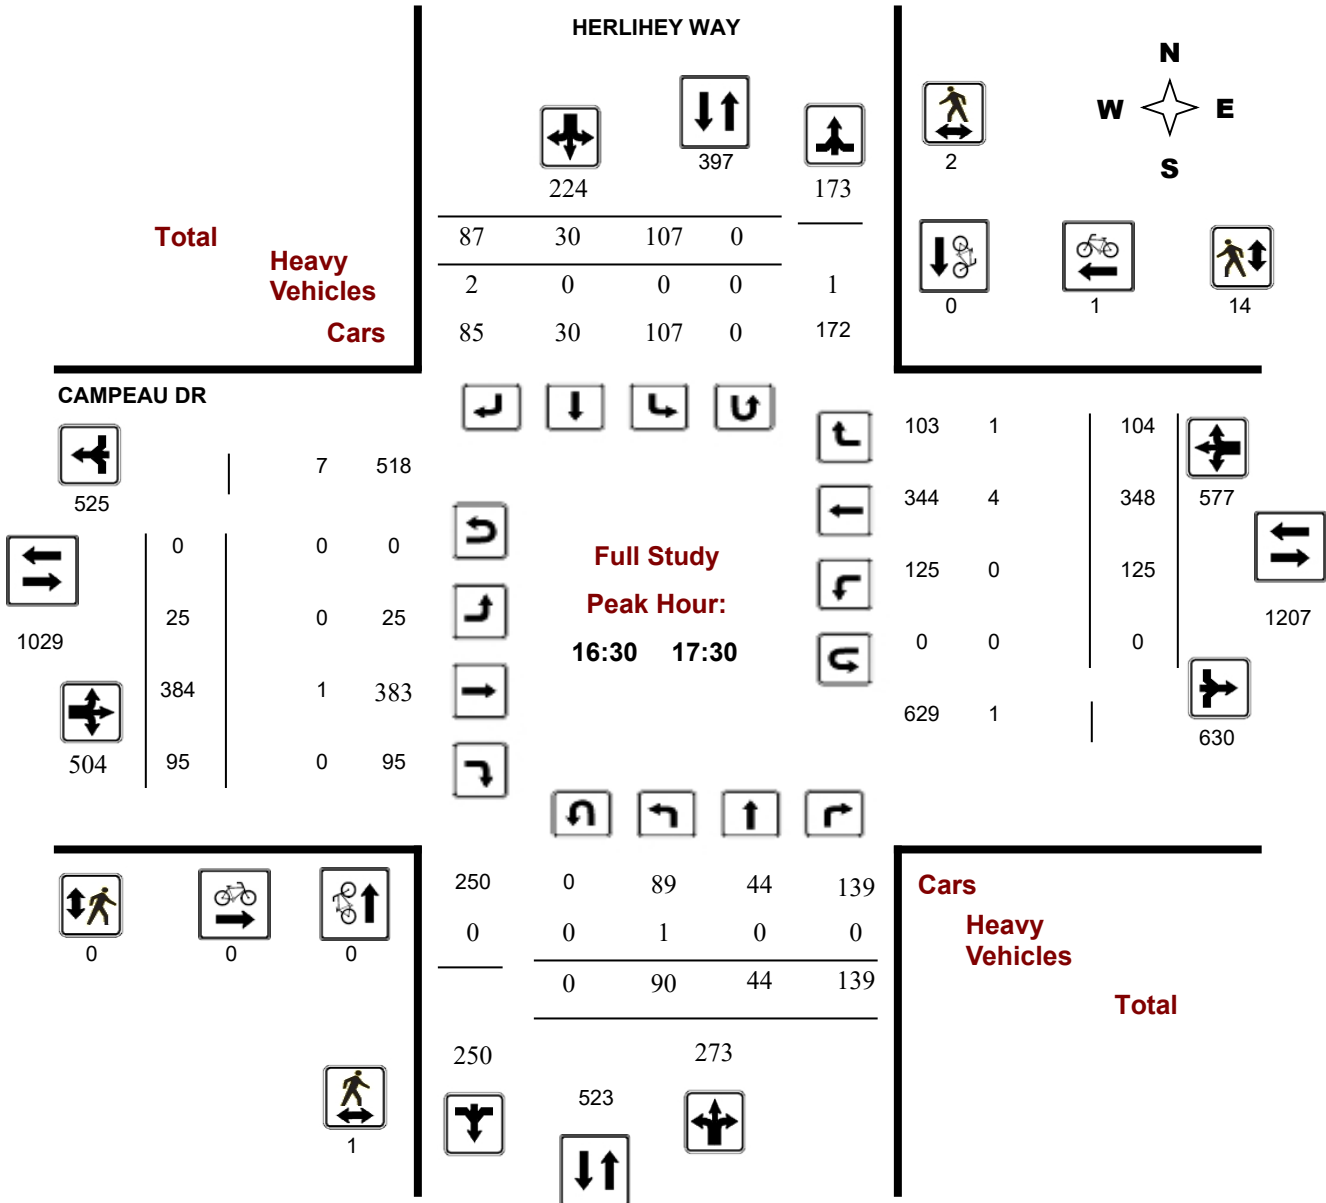 HERLIHEY WAY
N
W E
S
397
2
224
173
Total
87 30 107 0
Heavy
Vehicles
2 0 0 0 1
0 1 14
Cars
85 30 107 0 172
CAMPEAU DR
103 1 104
7 518
525
344 4 348 577
0 0 0
Full Study
125 0 125
Peak Hour:
25 0 25
1207
1029
16:30 17:30
0 0 0
384 1 383
629 1
630
504 95 0 95
250 0 89 44 139
Cars
0 0 1 0 0
Heavy
Vehicles
0 0 0
0 90 44 139
Total
250 273
523
1